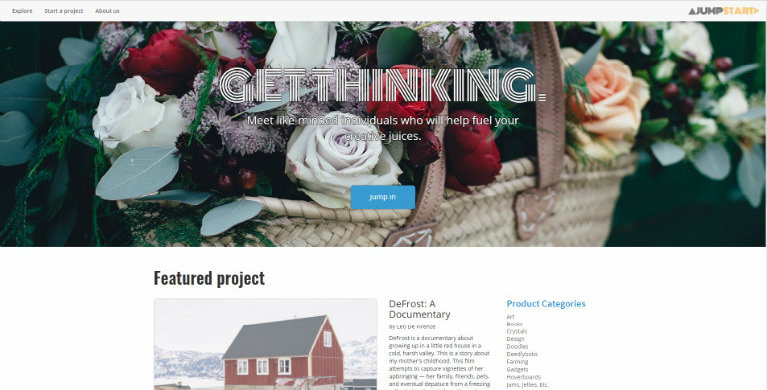 Explore Start a project About us JUMPSTART
GETTHINKING.
Meet like minded individuals who will help fuel your
creative juices.
Jump in
Featured project
DeFrost: A
Documentary
by Leo De Firenze
DeFrost is a documentary about
growing up in a little red house in a
cold, harsh valley. This is a story about
my mother's childhood. This film
attempts to capture vignettes of her
upbringing — her family, friends, pets
and eventual depature from a freezing
Product Categories
Art
Books
Crystals
Design
Doodles
Deedlybobs
Farming
Gadgets
Hoverboards
Jams, Jellies, Etc.